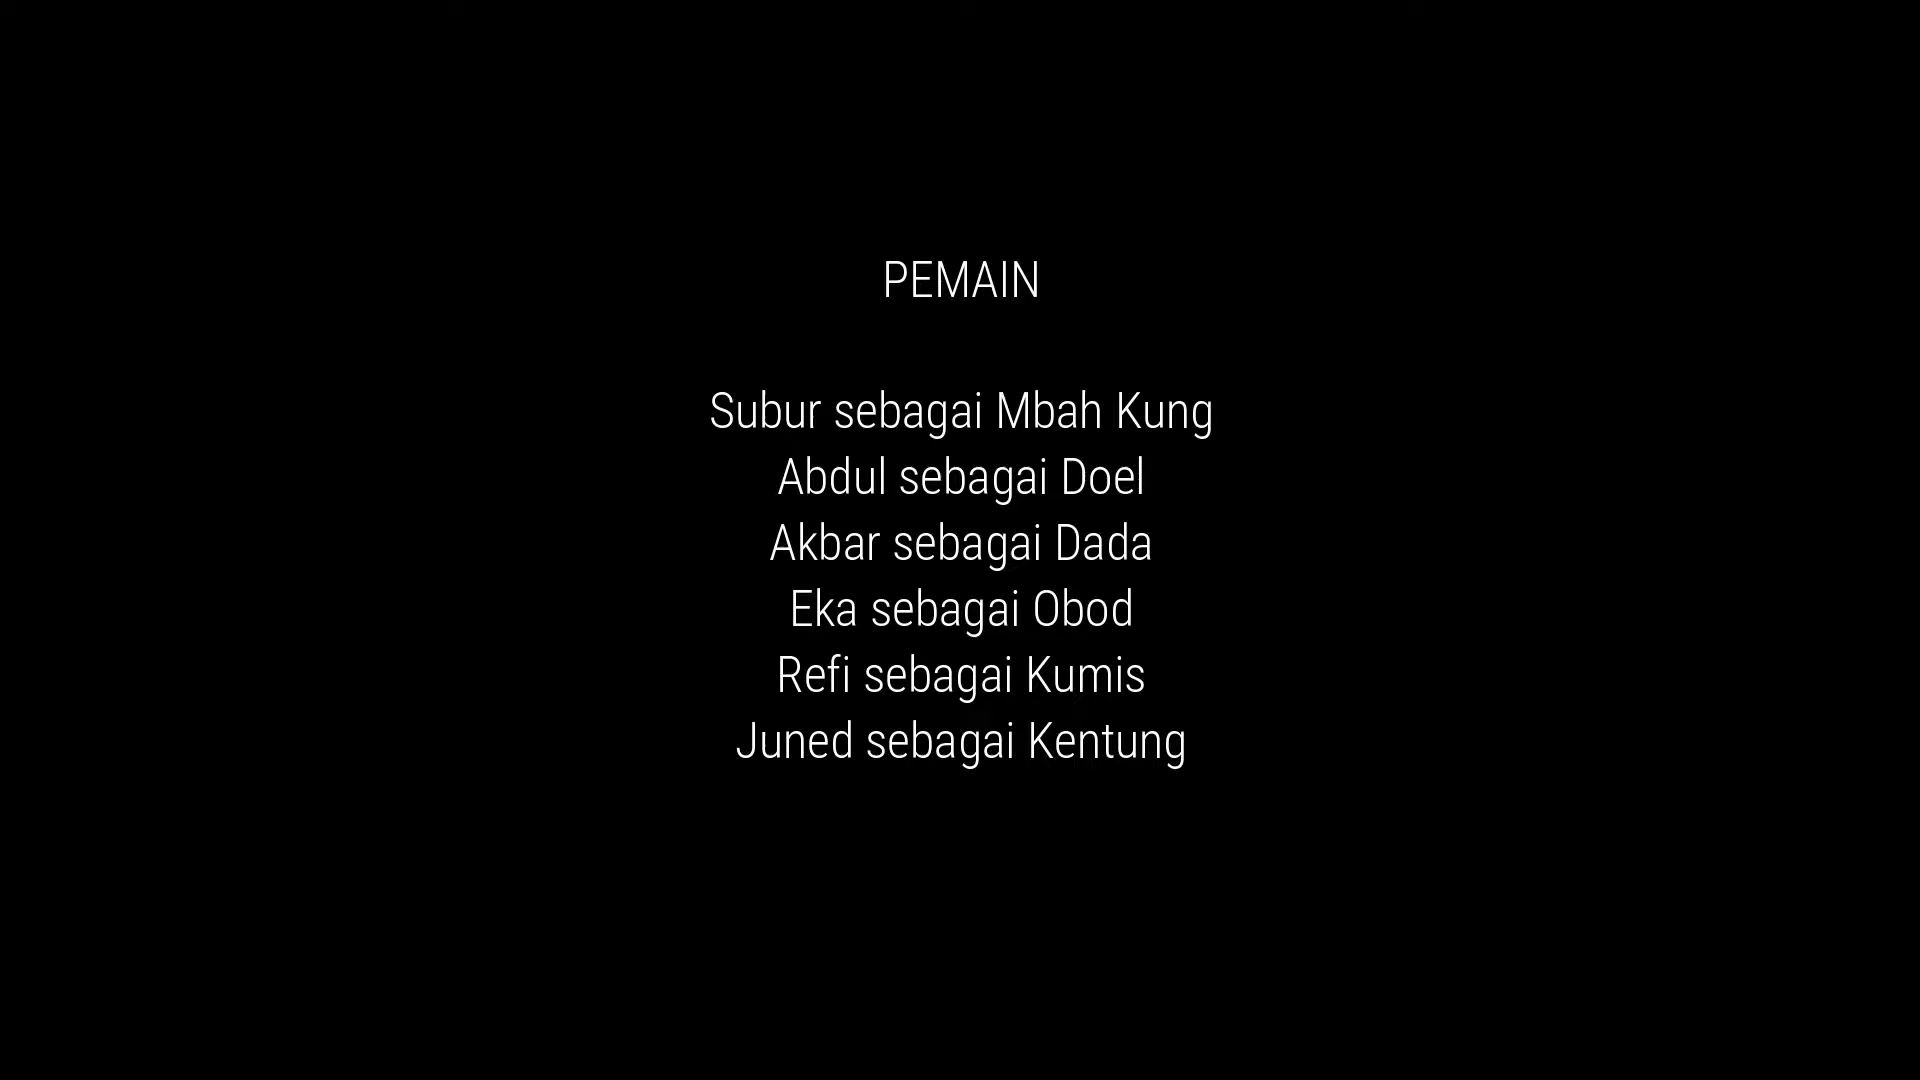 PEMAIN
Subur sebagai Mbah Kung
Abdul sebagai Doel
Akbar sebagai Dada
Eka sebagai Obod
Refi sebagai Kumis
Juned sebagai Kentung